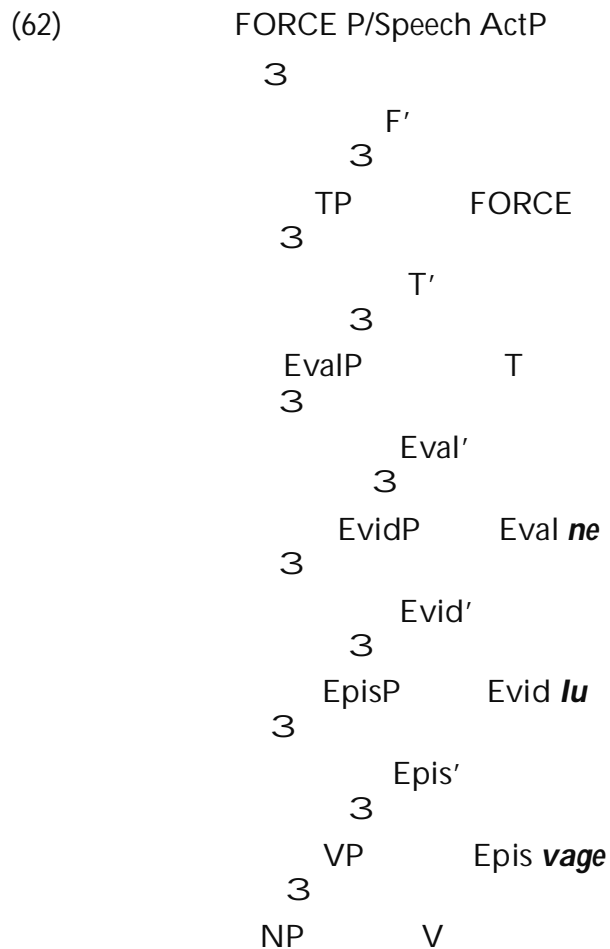 (62) FORCE P/Speech ActP
3
F′
3
TP FORCE
3
T′
3
EvalP T
3
Eval′
3
EvidP Eval ne
3
Evid′
3
EpisP Evid lu
3
Epis′
3
VP Epis vage
3
NP V